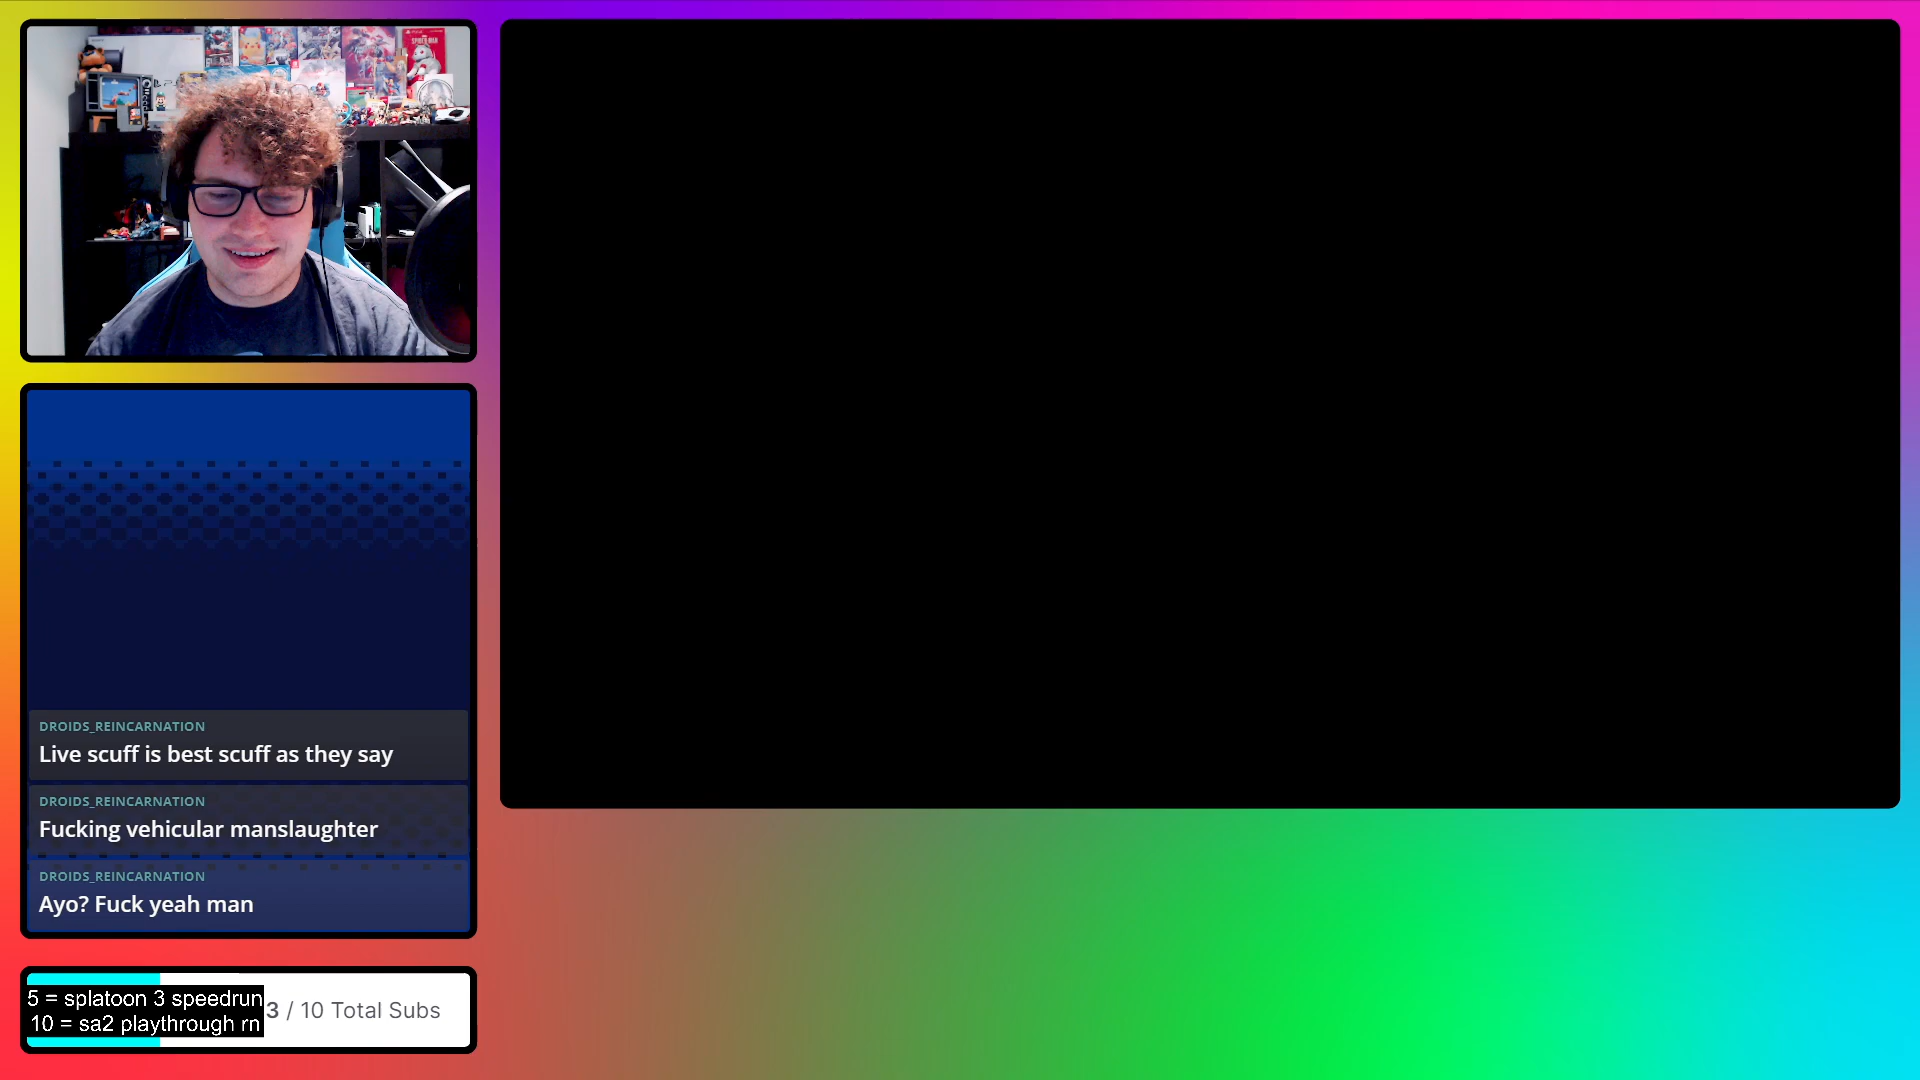 DROIDS_REINCARNATION
Live scuff is best scuff as they say
DROIDS_REINCARNATION
Fucking vehicular manslaughter
DROIDS_REINCARNATION
Ayo? Fuck yeah man
5 = splatoon 3 speedrun
10 = sa2 playthrough rn
3 / 10 Total Subs